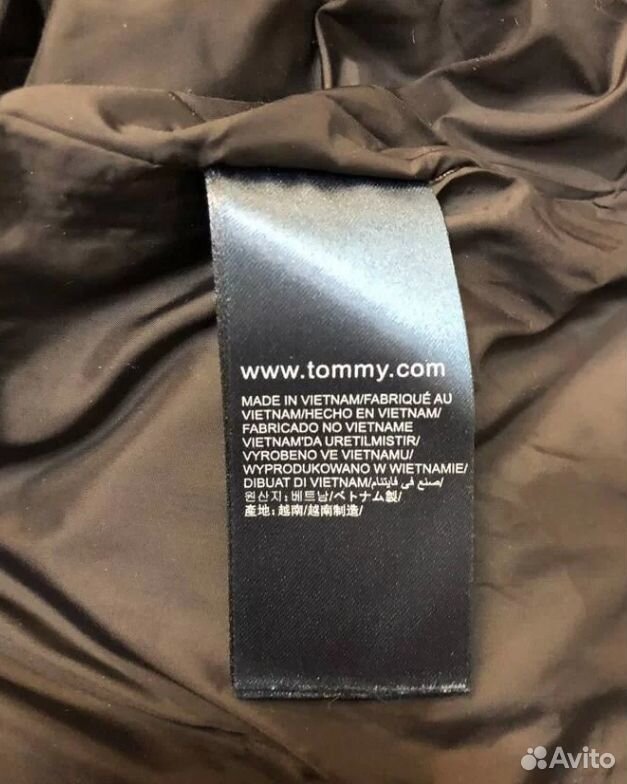 www.tommy.com
MADE IN VIETNAM/FABRIQUÉ AU
VIETNAM/HECHO EN VIETNAM/
FABRICADO NO VIETNAME
VIETNAM'DA URETILMISTIR/
VYROBENO VE VIETNAMU/
WYPRODUKOWANO W WIETNAMIE/
DIBUAT DI VIETNAM/صنع في فايتنام/
원산지: 베트남/ベトナム製/
產地: 越南/越南制造/
Avito